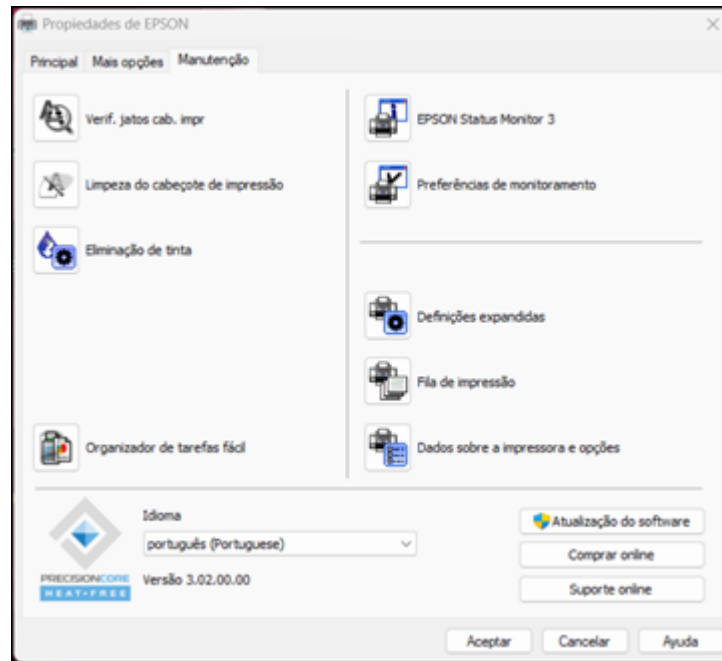 Propiedades de EPSON
Principal Mais opções Manutenção
Verif. jatos cab. impr
Limpeza do cabeçote de impressão
Eliminação de tinta
Organizador de tarefas fácil
EPSON Status Monitor 3
Preferências de monitoramento
Definições expandidas
Fila de impressão
Dados sobre a impressora e opções
PRECISIONCORE
HEAT-FREE
Idioma
português (Portuguese)
Versão 3.02.00.00
Atualização do software
Comprar online
Suporte online
Aceptar Cancelar Ayuda